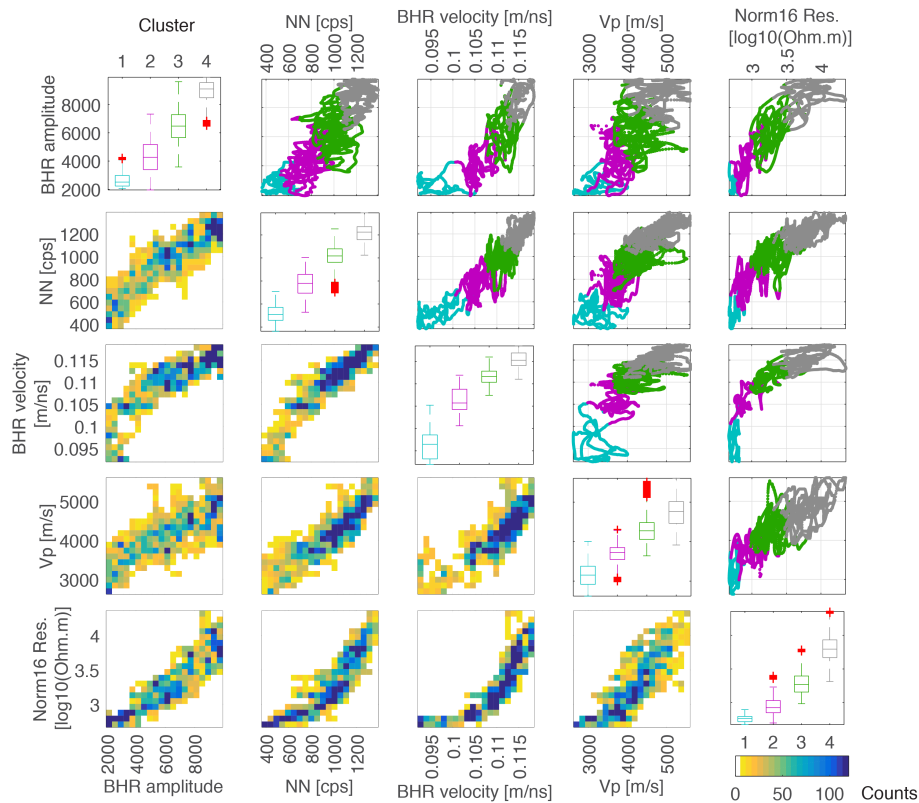 Cluster
1 2 3 4
NN [cps]
400 600 800 1000 1200
BHR velocity [m/ns]
0.095 0.1 0.105 0.11 0.115
Vp [m/s]
3000 4000 5000
Norm16 Res.
[log10(Ohm.m)]
3 3.5 4
BHR amplitude
8000
6000
4000
2000
NN [cps]
1200
1000
800
600
400
BHR velocity
[m/ns]
0.115
0.11
0.105
0.1
0.095
Vp [m/s]
5000
4000
3000
Norm16 Res.
[log10(Ohm.m)]
4
3.5
3
2000 4000 6000 8000
BHR amplitude
400 600 800 1000 1200
NN [cps]
0.095 0.1 0.105 0.11 0.115
BHR velocity [m/ns]
3000 4000 5000
Vp [m/s]
1 2 3 4
0 50 100 Counts